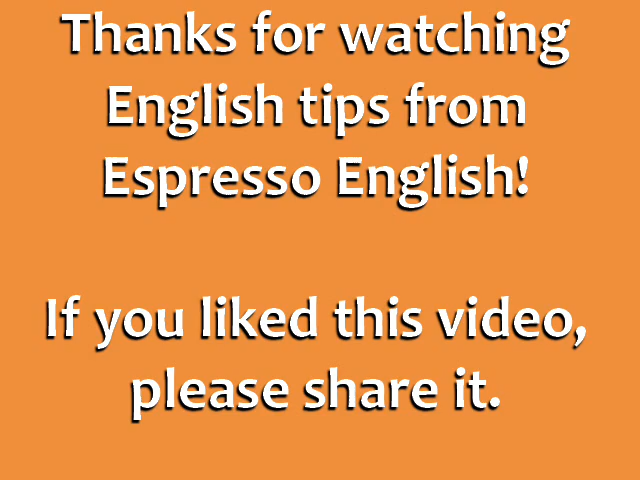 Thanks for watching
English tips from
Espresso English!
If you liked this video,
please share it.